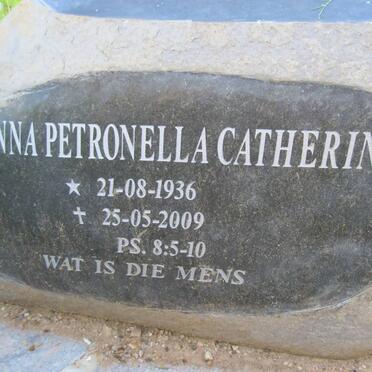 NNA PETRONELLA CATHERIN
★ 21-08-1936
✝ 25-05-2009
PS. 8:5-10
WAT IS DIE MENS